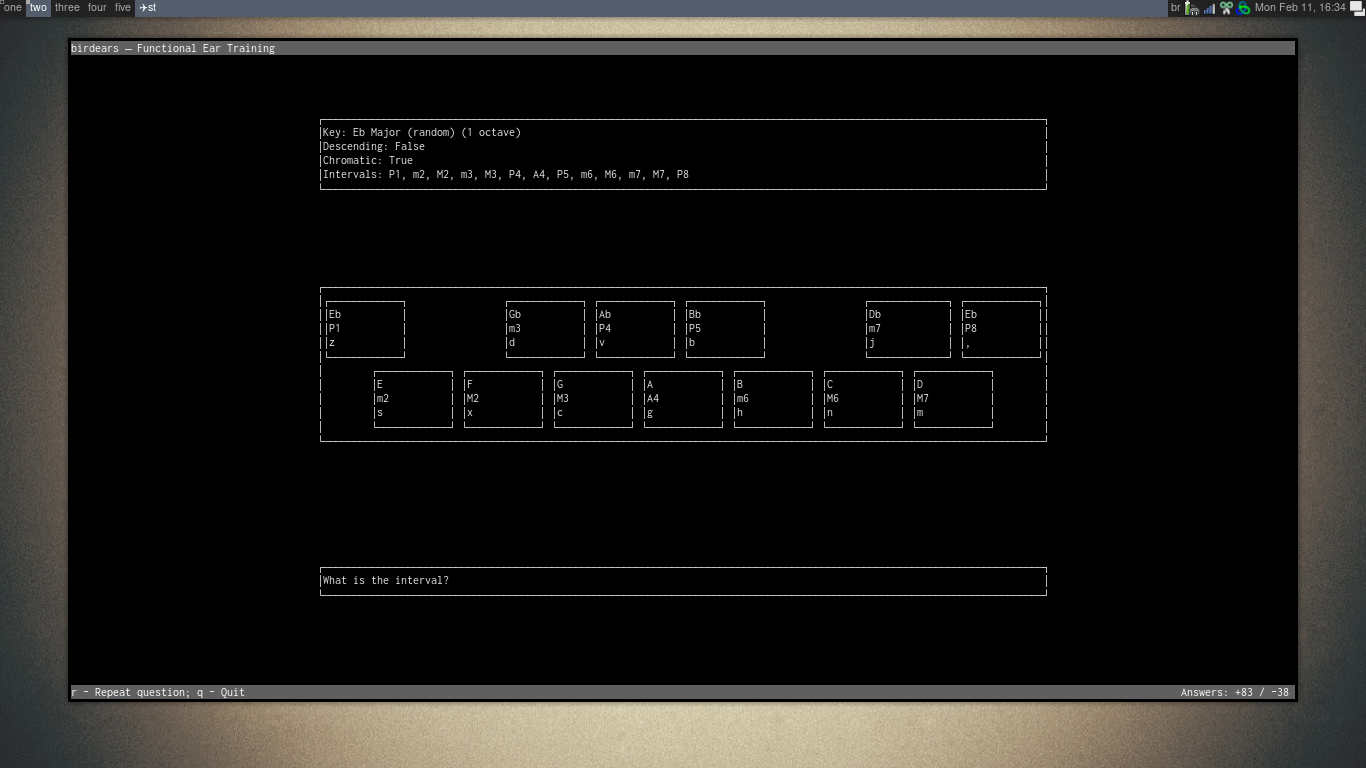 one two three four five ✈st br Mon Feb 11, 16:34
birdears — Functional Ear Training
Key: Eb Major (random) (1 octave)
Descending: False
Chromatic: True
Intervals: P1, m2, M2, m3, M3, P4, A4, P5, m6, M6, m7, M7, P8
Eb Gb Ab Bb Db Eb
P1 m3 P4 P5 m7 P8
z d v b j ,
E F G A B C D
m2 M2 M3 A4 m6 M6 M7
s x c g h n m
What is the interval?
r - Repeat question; q - Quit Answers: +83 / -38